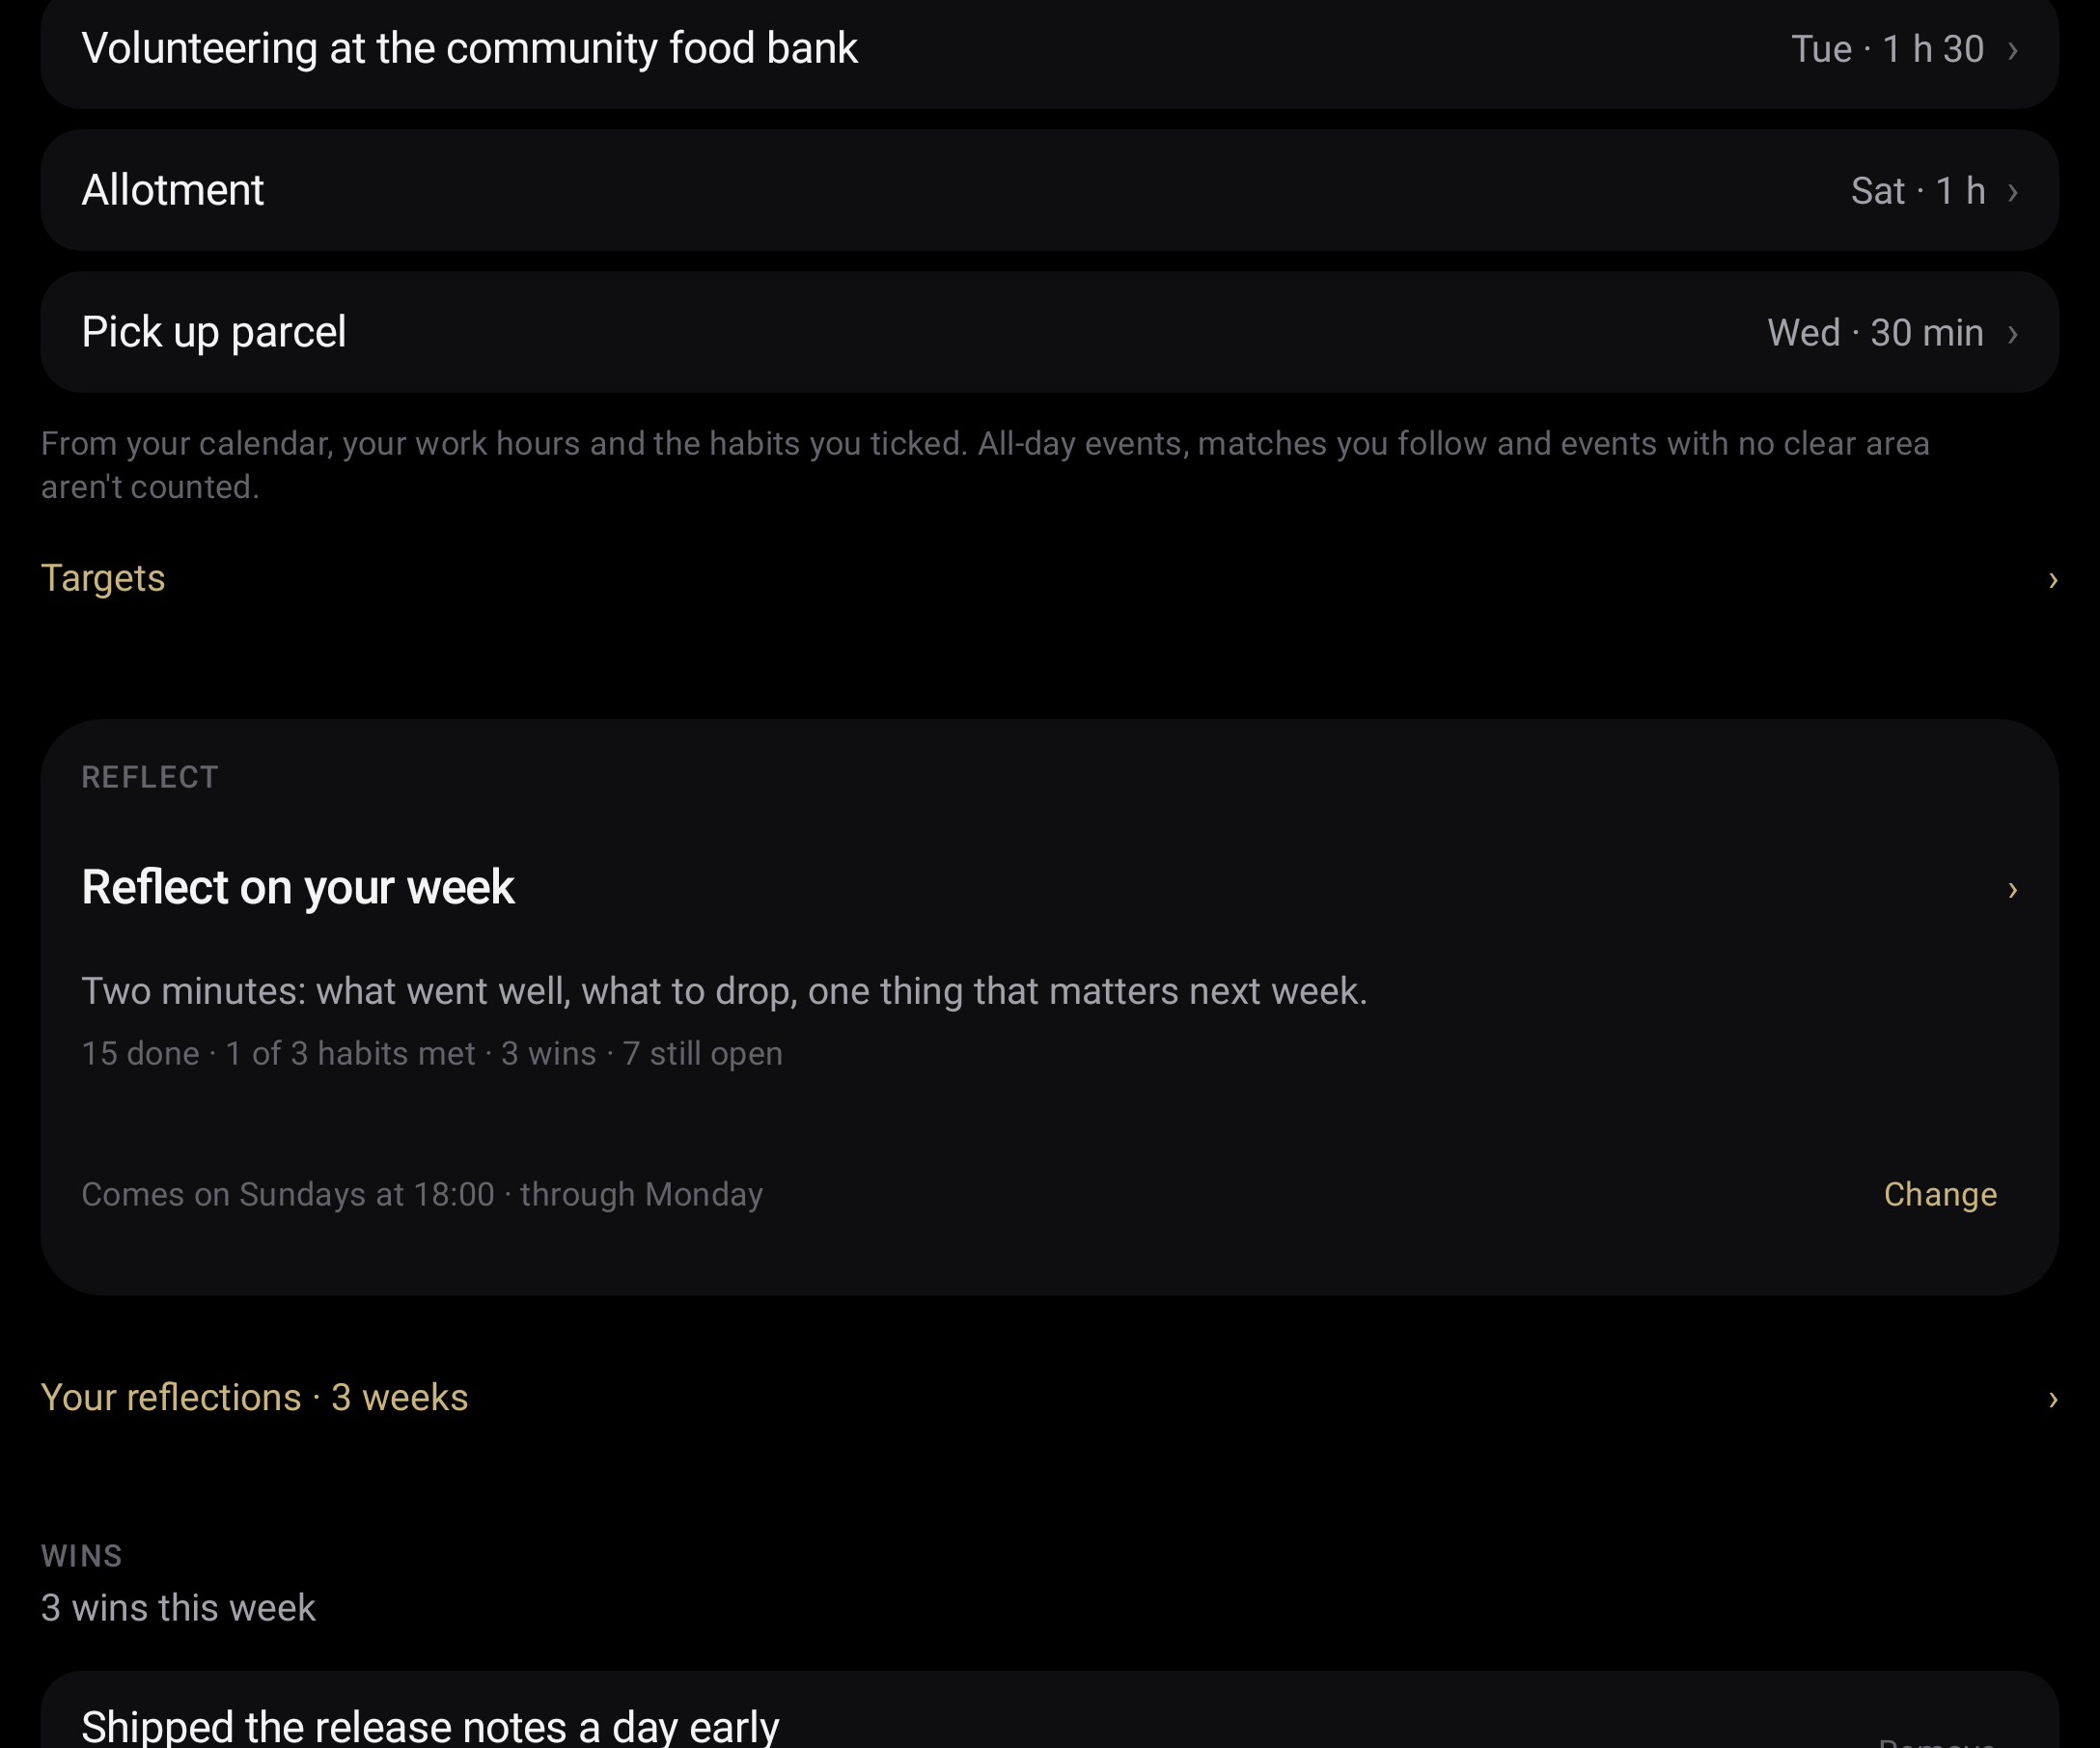 Volunteering at the community food bank
Tue · 1 h 30 ›
Allotment
Sat · 1 h ›
Pick up parcel
Wed · 30 min ›
From your calendar, your work hours and the habits you ticked. All-day events, matches you follow and events with no clear area
aren't counted.
Targets ›
REFLECT
Reflect on your week ›
Two minutes: what went well, what to drop, one thing that matters next week.
15 done · 1 of 3 habits met · 3 wins · 7 still open
Comes on Sundays at 18:00 · through Monday
Change
Your reflections · 3 weeks ›
WINS
3 wins this week
Shipped the release notes a day early